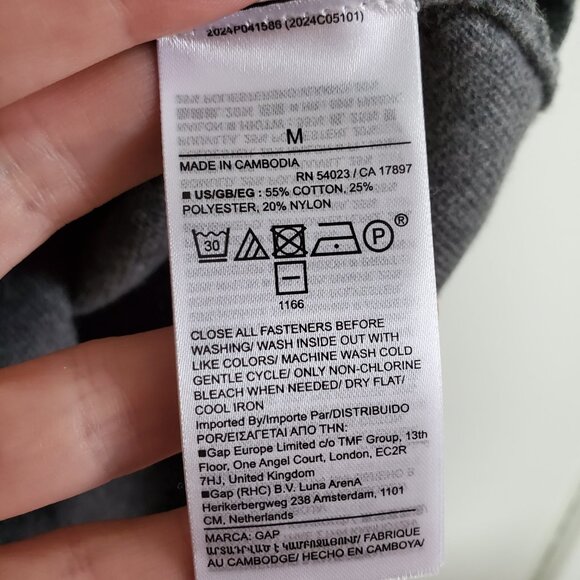 2024P041586 (2024C05101)
M
MADE IN CAMBODIA
RN 54023 / CA 17897
■ US/GB/EG : 55% COTTON, 25%
POLYESTER, 20% NYLON
30 P ®
1166
CLOSE ALL FASTENERS BEFORE
WASHING/ WASH INSIDE OUT WITH
LIKE COLORS/ MACHINE WASH COLD
GENTLE CYCLE/ ONLY NON-CHLORINE
BLEACH WHEN NEEDED/ DRY FLAT/
COOL IRON
Imported by/Importe Par/DISTRIBUIDO
POR/ΕΙΣΑΓΕΤΑΙ ΑΠΟ ΤΗΝ:
■Gap Europe Limited c/o TMF Group, 13th
Floor, One Angel Court, London, EC2R
7HJ, United Kingdom
■Gap (RHC) B.V. Luna ArenA
Herikerbergweg 238 Amsterdam, 1101
CM, Netherlands
MARCA: GAP
ԱՐՏԱԴՐՎԱԾ Է ԿԱՄԲՈՋԱՅՈՒՄ/ FABRIQUE
AU CAMBODGE/ HECHO EN CAMBOYA/